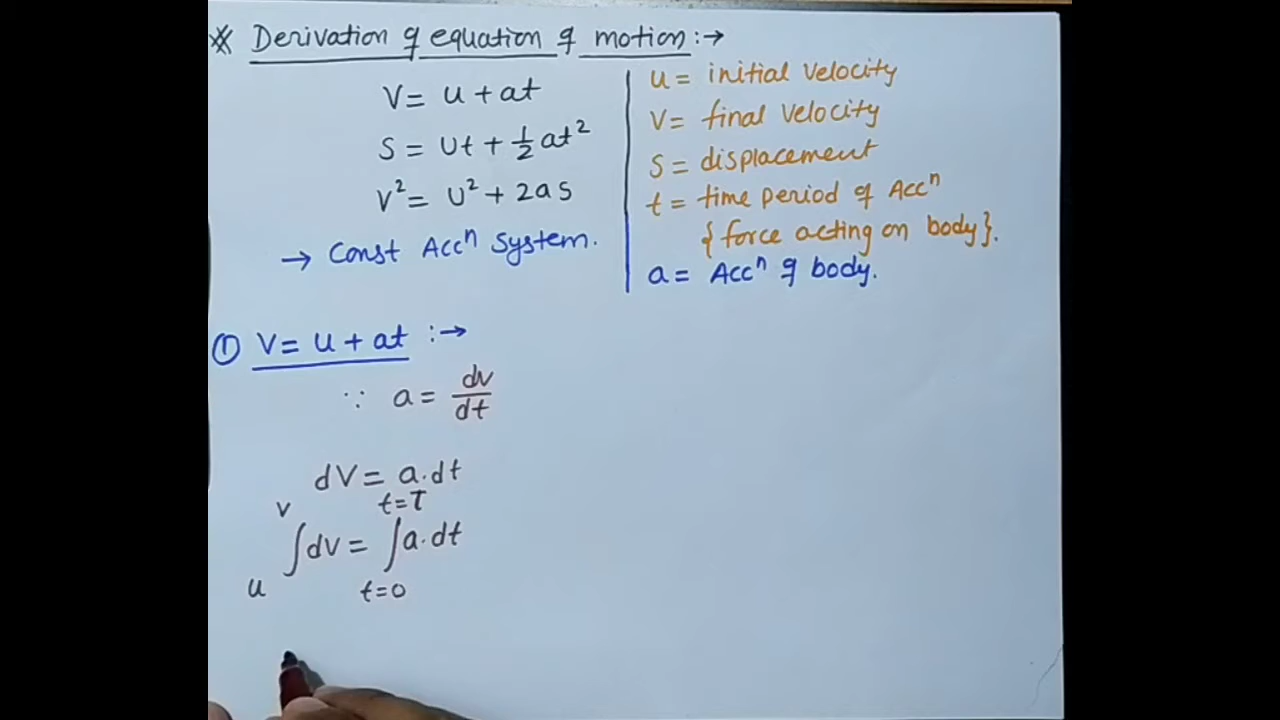 ※ Derivation of equation of motion :→
V = u + at
S = Ut + 1/2 at²
V² = U² + 2as
→ Const Accⁿ System.
u = initial velocity
V = final velocity
S = displacement
t = time period of Accⁿ
{force acting on body}.
a = Accⁿ of body.
① V = u + at :→
∵ a = dv/dt
dV = a.dt
v t=T
∫dv = ∫a.dt
u t=0